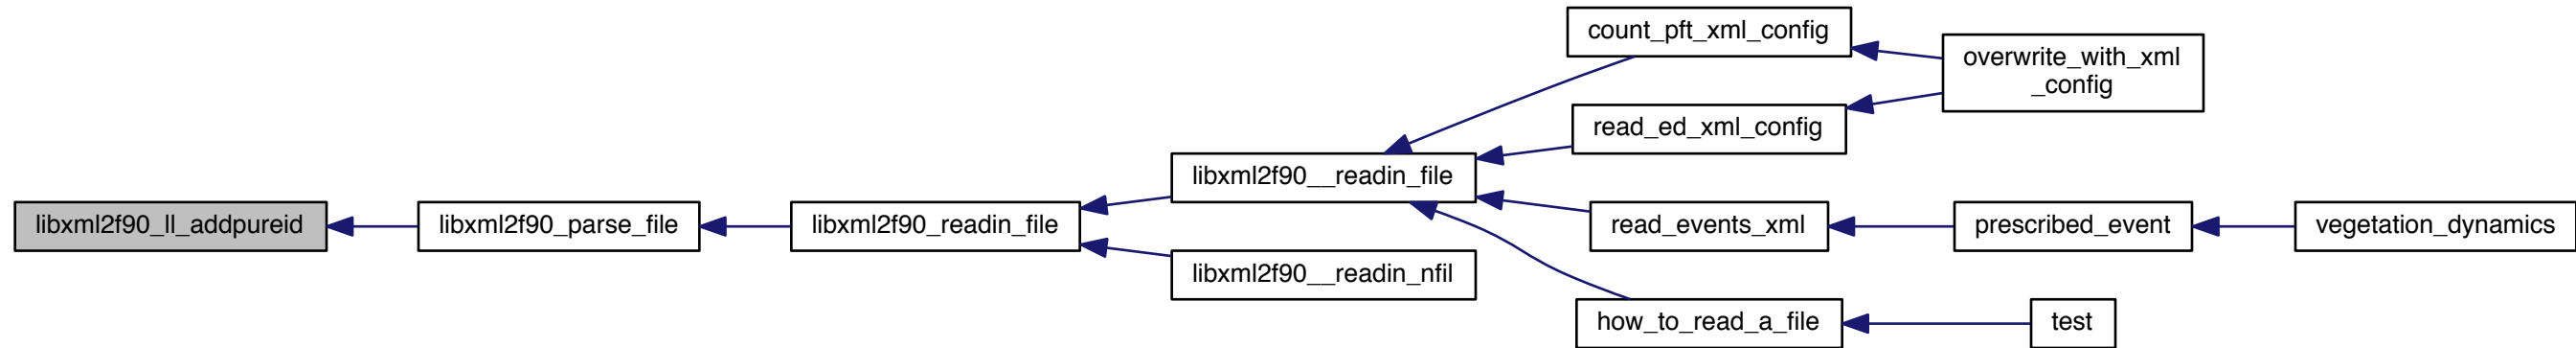 count_pft_xml_config
overwrite_with_xml
_config
read_ed_xml_config
libxml2f90__readin_file
libxml2f90_ll_addpureid
libxml2f90_parse_file
libxml2f90_readin_file
read_events_xml
prescribed_event
vegetation_dynamics
libxml2f90__readin_nfil
how_to_read_a_file
test